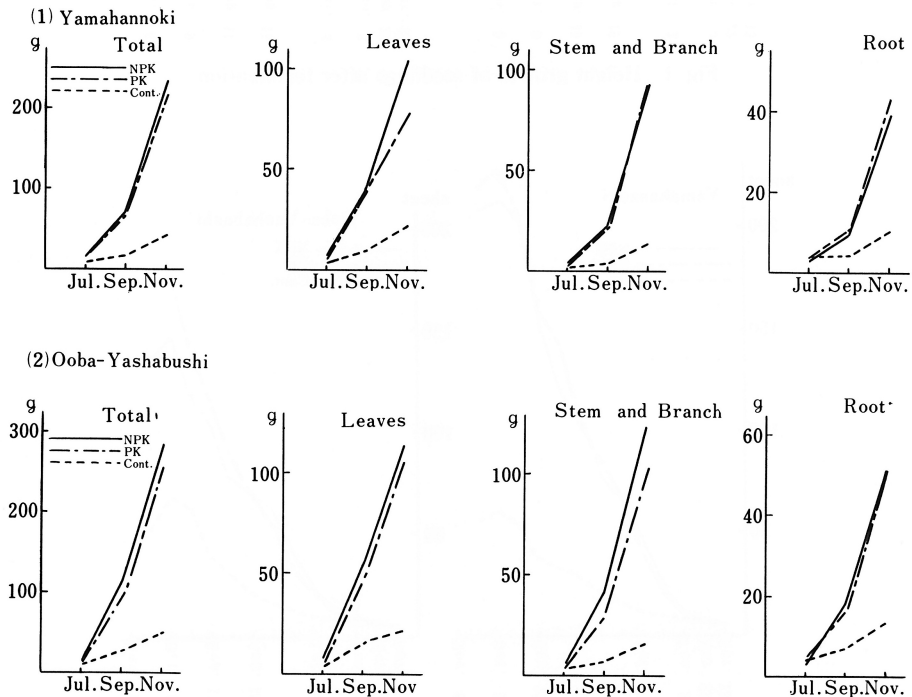 (1) Yamahannoki
g Total
NPK
PK
Cont.
200
100
Jul. Sep. Nov.
g Leaves
100
50
Jul. Sep. Nov.
g Stem and Branch
100
50
Jul. Sep. Nov.
g Root
40
20
Jul. Sep. Nov.
(2) Ooba-Yashabushi
g Total
300
NPK
PK
Cont.
200
100
Jul. Sep. Nov.
g Leaves
100
50
Jul. Sep. Nov.
g Stem and Branch
100
50
Jul. Sep. Nov
g Root
60
40
20
Jul. Sep. Nov.